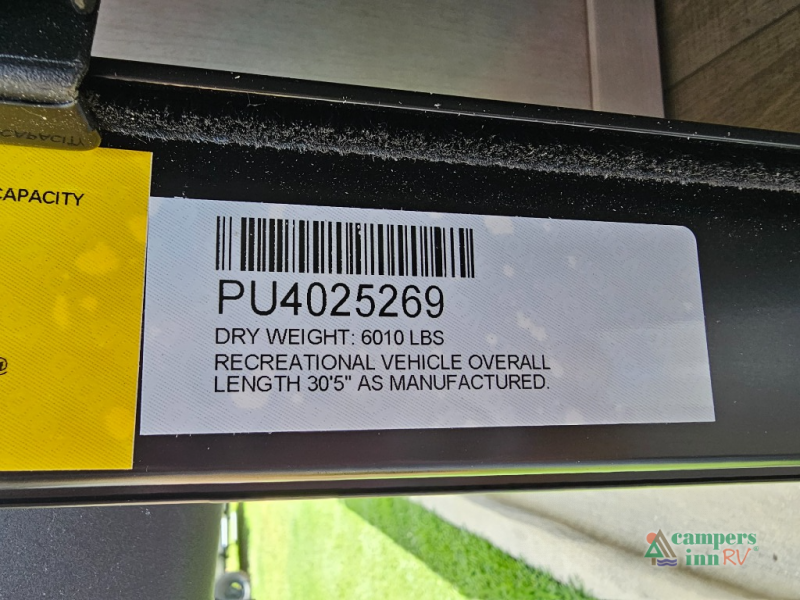 CAPACITY
@
PU4025269
DRY WEIGHT: 6010 LBS
RECREATIONAL VEHICLE OVERALL
LENGTH 30'5" AS MANUFACTURED.
campers
inn RV